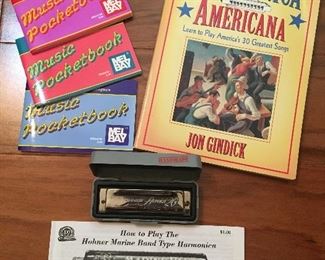 Music
Pocketbook
MEL
BAY
Music
Pocketbook
MEL
BAY
Music
Pocketbook
MEL
BAY
AMERICANA
Learn to Play America's 30 Greatest Songs
JON GINDICK
How to Play The
Hohner Marine Band Type Harmonica